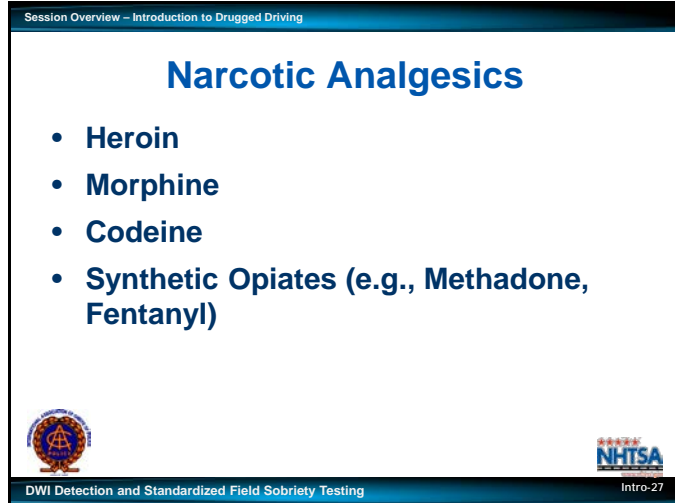 Session Overview – Introduction to Drugged Driving
Narcotic Analgesics
• Heroin
• Morphine
• Codeine
• Synthetic Opiates (e.g., Methadone,
Fentanyl)
POLICE
NHTSA
DWI Detection and Standardized Field Sobriety Testing
Intro-27